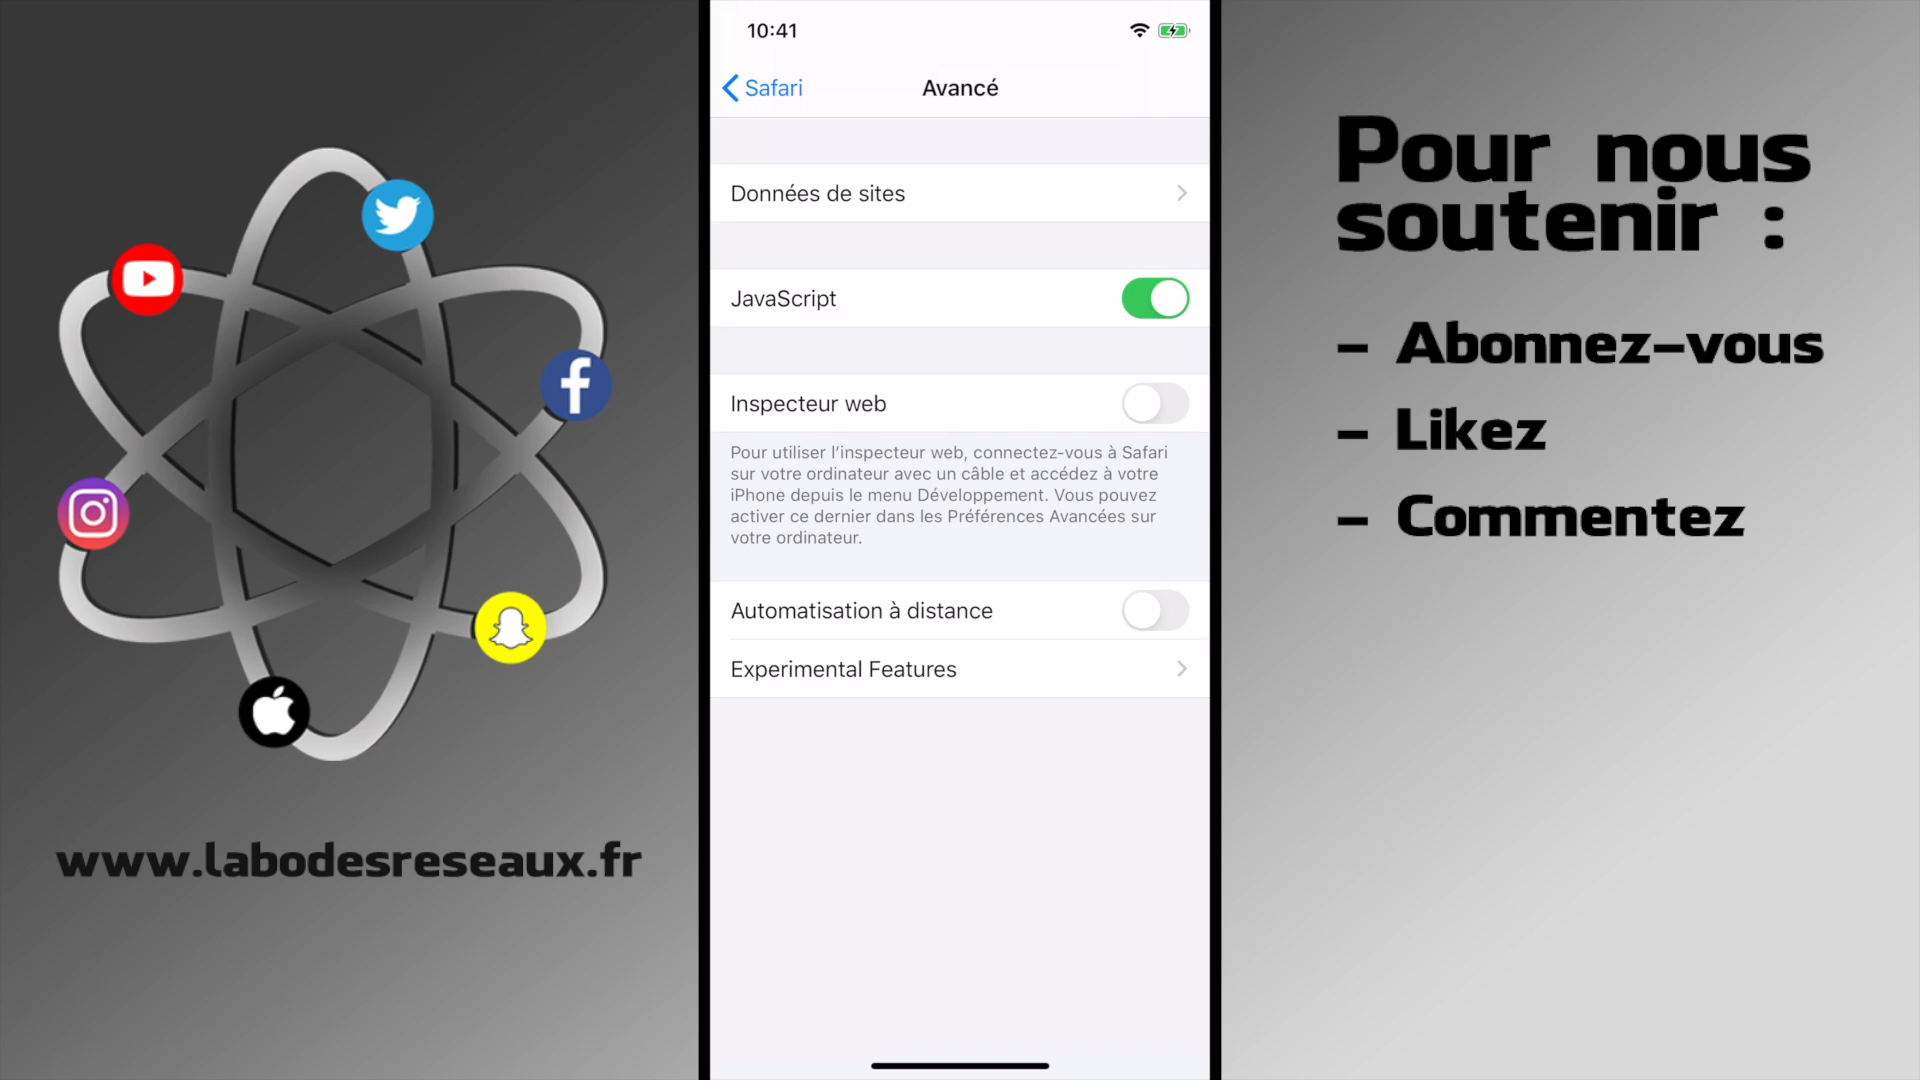 10:41
Safari
Avancé
Données de sites
JavaScript
Inspecteur web
Pour utiliser l'inspecteur web, connectez-vous à Safari
sur votre ordinateur avec un câble et accédez à votre
iPhone depuis le menu Développement. Vous pouvez
activer ce dernier dans les Préférences Avancées sur
votre ordinateur.
Automatisation à distance
Experimental Features
www.labodesreseaux.fr
Pour nous
soutenir :
- Abonnez-vous
- Likez
- Commentez